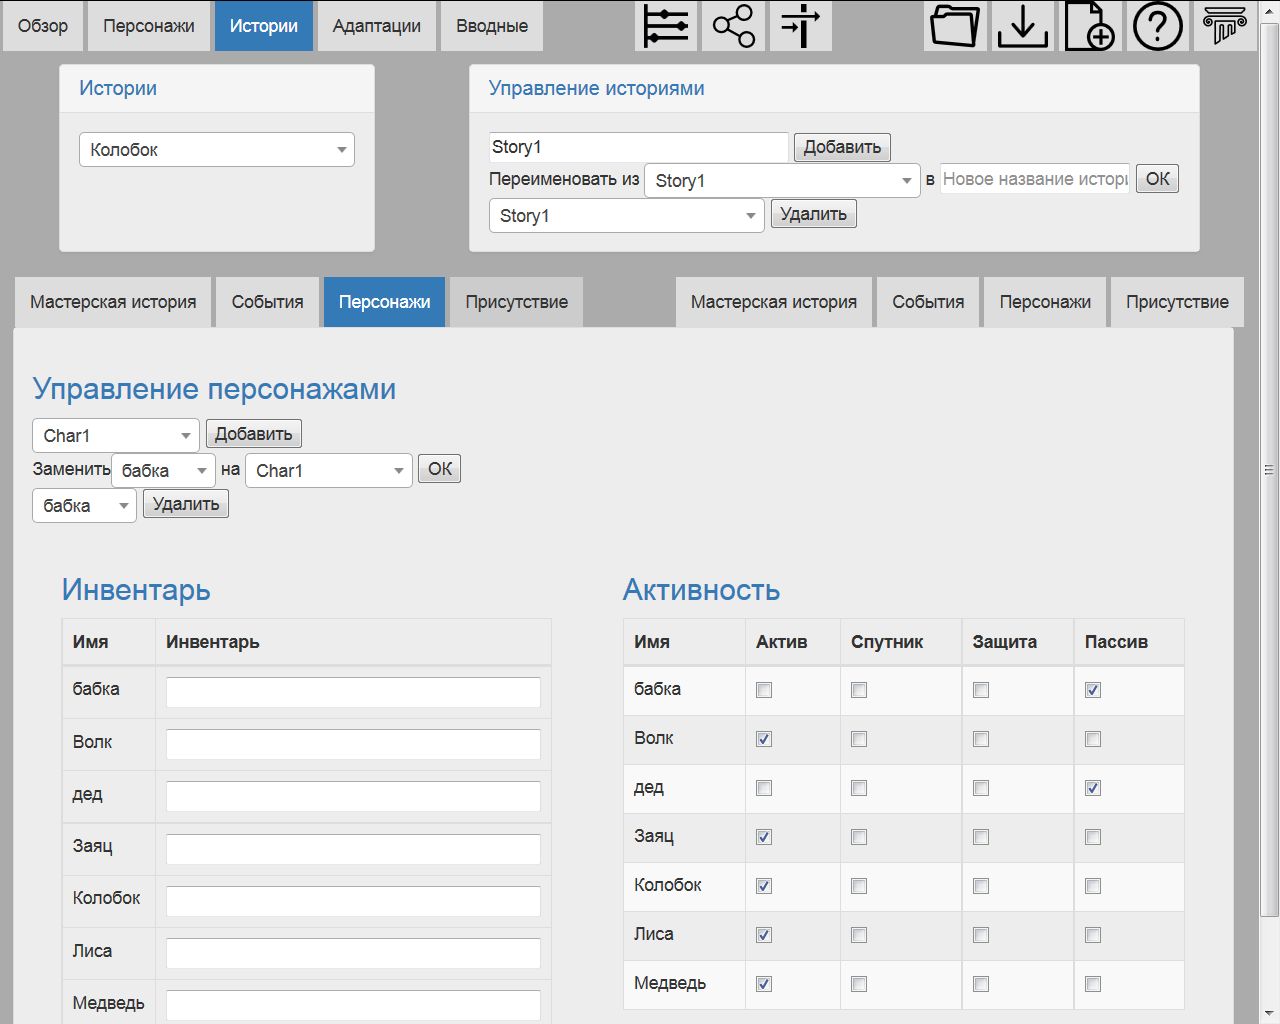 Обзор Персонажи Истории Адаптации Вводные
Истории
Колобок
Управление историями
Story1 Добавить
Переименовать из Story1 в Новое название истори ОК
Story1 Удалить
Мастерская история События Персонажи Присутствие
Мастерская история События Персонажи Присутствие
Управление персонажами
Char1 Добавить
Заменить бабка на Char1 ОК
бабка Удалить
Инвентарь
Имя Инвентарь
бабка
Волк
дед
Заяц
Колобок
Лиса
Медведь
Активность
Имя Актив Спутник Защита Пассив
бабка
Волк
дед
Заяц
Колобок
Лиса
Медведь